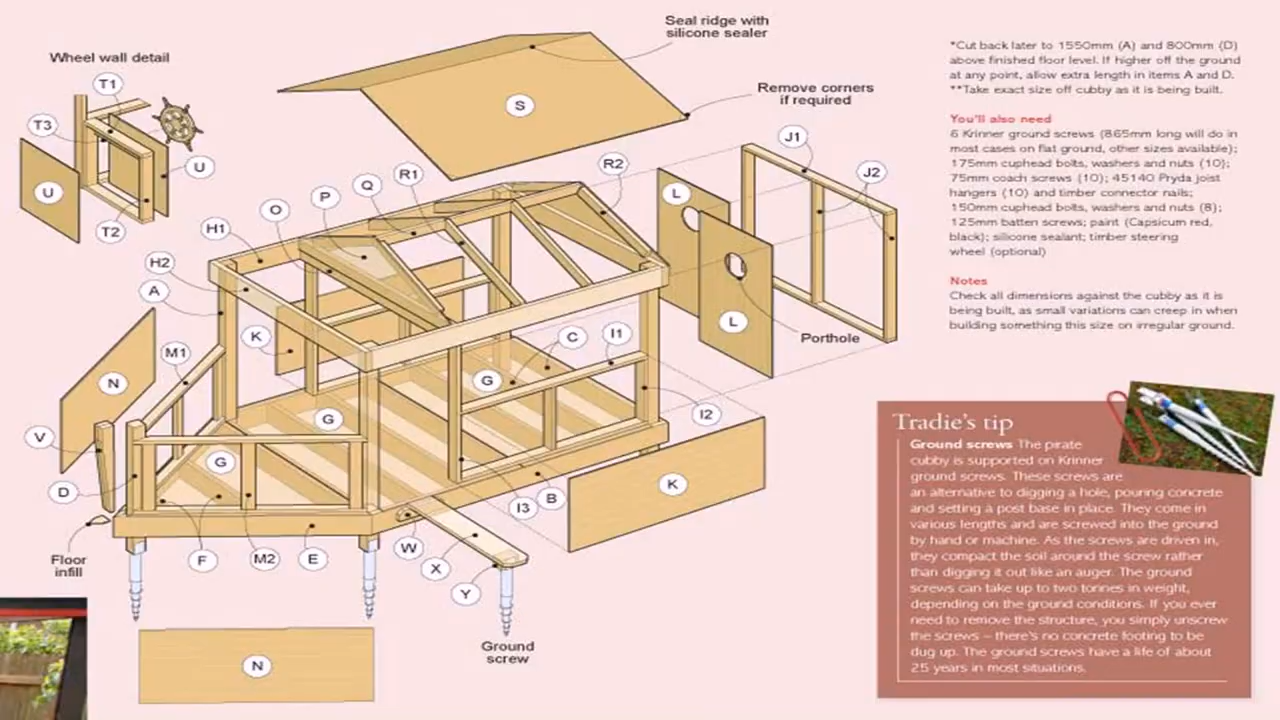 Wheel wall detail
T1
T3
U
U
T2
Seal ridge with
silicone sealer
S
Remove corners
if required
J1
J2
R2
R1
Q
P
O
H1
H2
A
L
L
Porthole
K
M1
N
V
D
G
G
G
C
I1
I2
I3
B
K
Floor
infill
F
M2
E
W
X
Y
Ground
screw
N
*Cut back later to 1550mm (A) and 800mm (D)
above finished floor level. If higher off the ground
at any point, allow extra length in items A and D.
**Take exact size off cubby as it is being built.
You'll also need
6 Krinner ground screws (865mm long will do in
most cases on flat ground, other sizes available);
175mm cuphead bolts, washers and nuts (10);
75mm coach screws (10); 45140 Pryda joist
hangers (10) and timber connector nails;
150mm cuphead bolts, washers and nuts (8);
125mm batten screws; paint (Capsicum red,
black); silicone sealant; timber steering
wheel (optional)
Notes
Check all dimensions against the cubby as it is
being built, as small variations can creep in when
building something this size on irregular ground.
Tradie's tip
Ground screws The pirate
cubby is supported on Krinner
ground screws. These screws are
an alternative to digging a hole, pouring concrete
and setting a post base in place. They come in
various lengths and are screwed into the ground
by hand or machine. As the screws are driven in,
they compact the soil around the screw rather
than digging it out like an auger. The ground
screws can take up to two tonnes in weight,
depending on the ground conditions. If you ever
need to remove the structure, you simply unscrew
the screws – there's no concrete footing to be
dug up. The ground screws have a life of about
25 years in most situations.